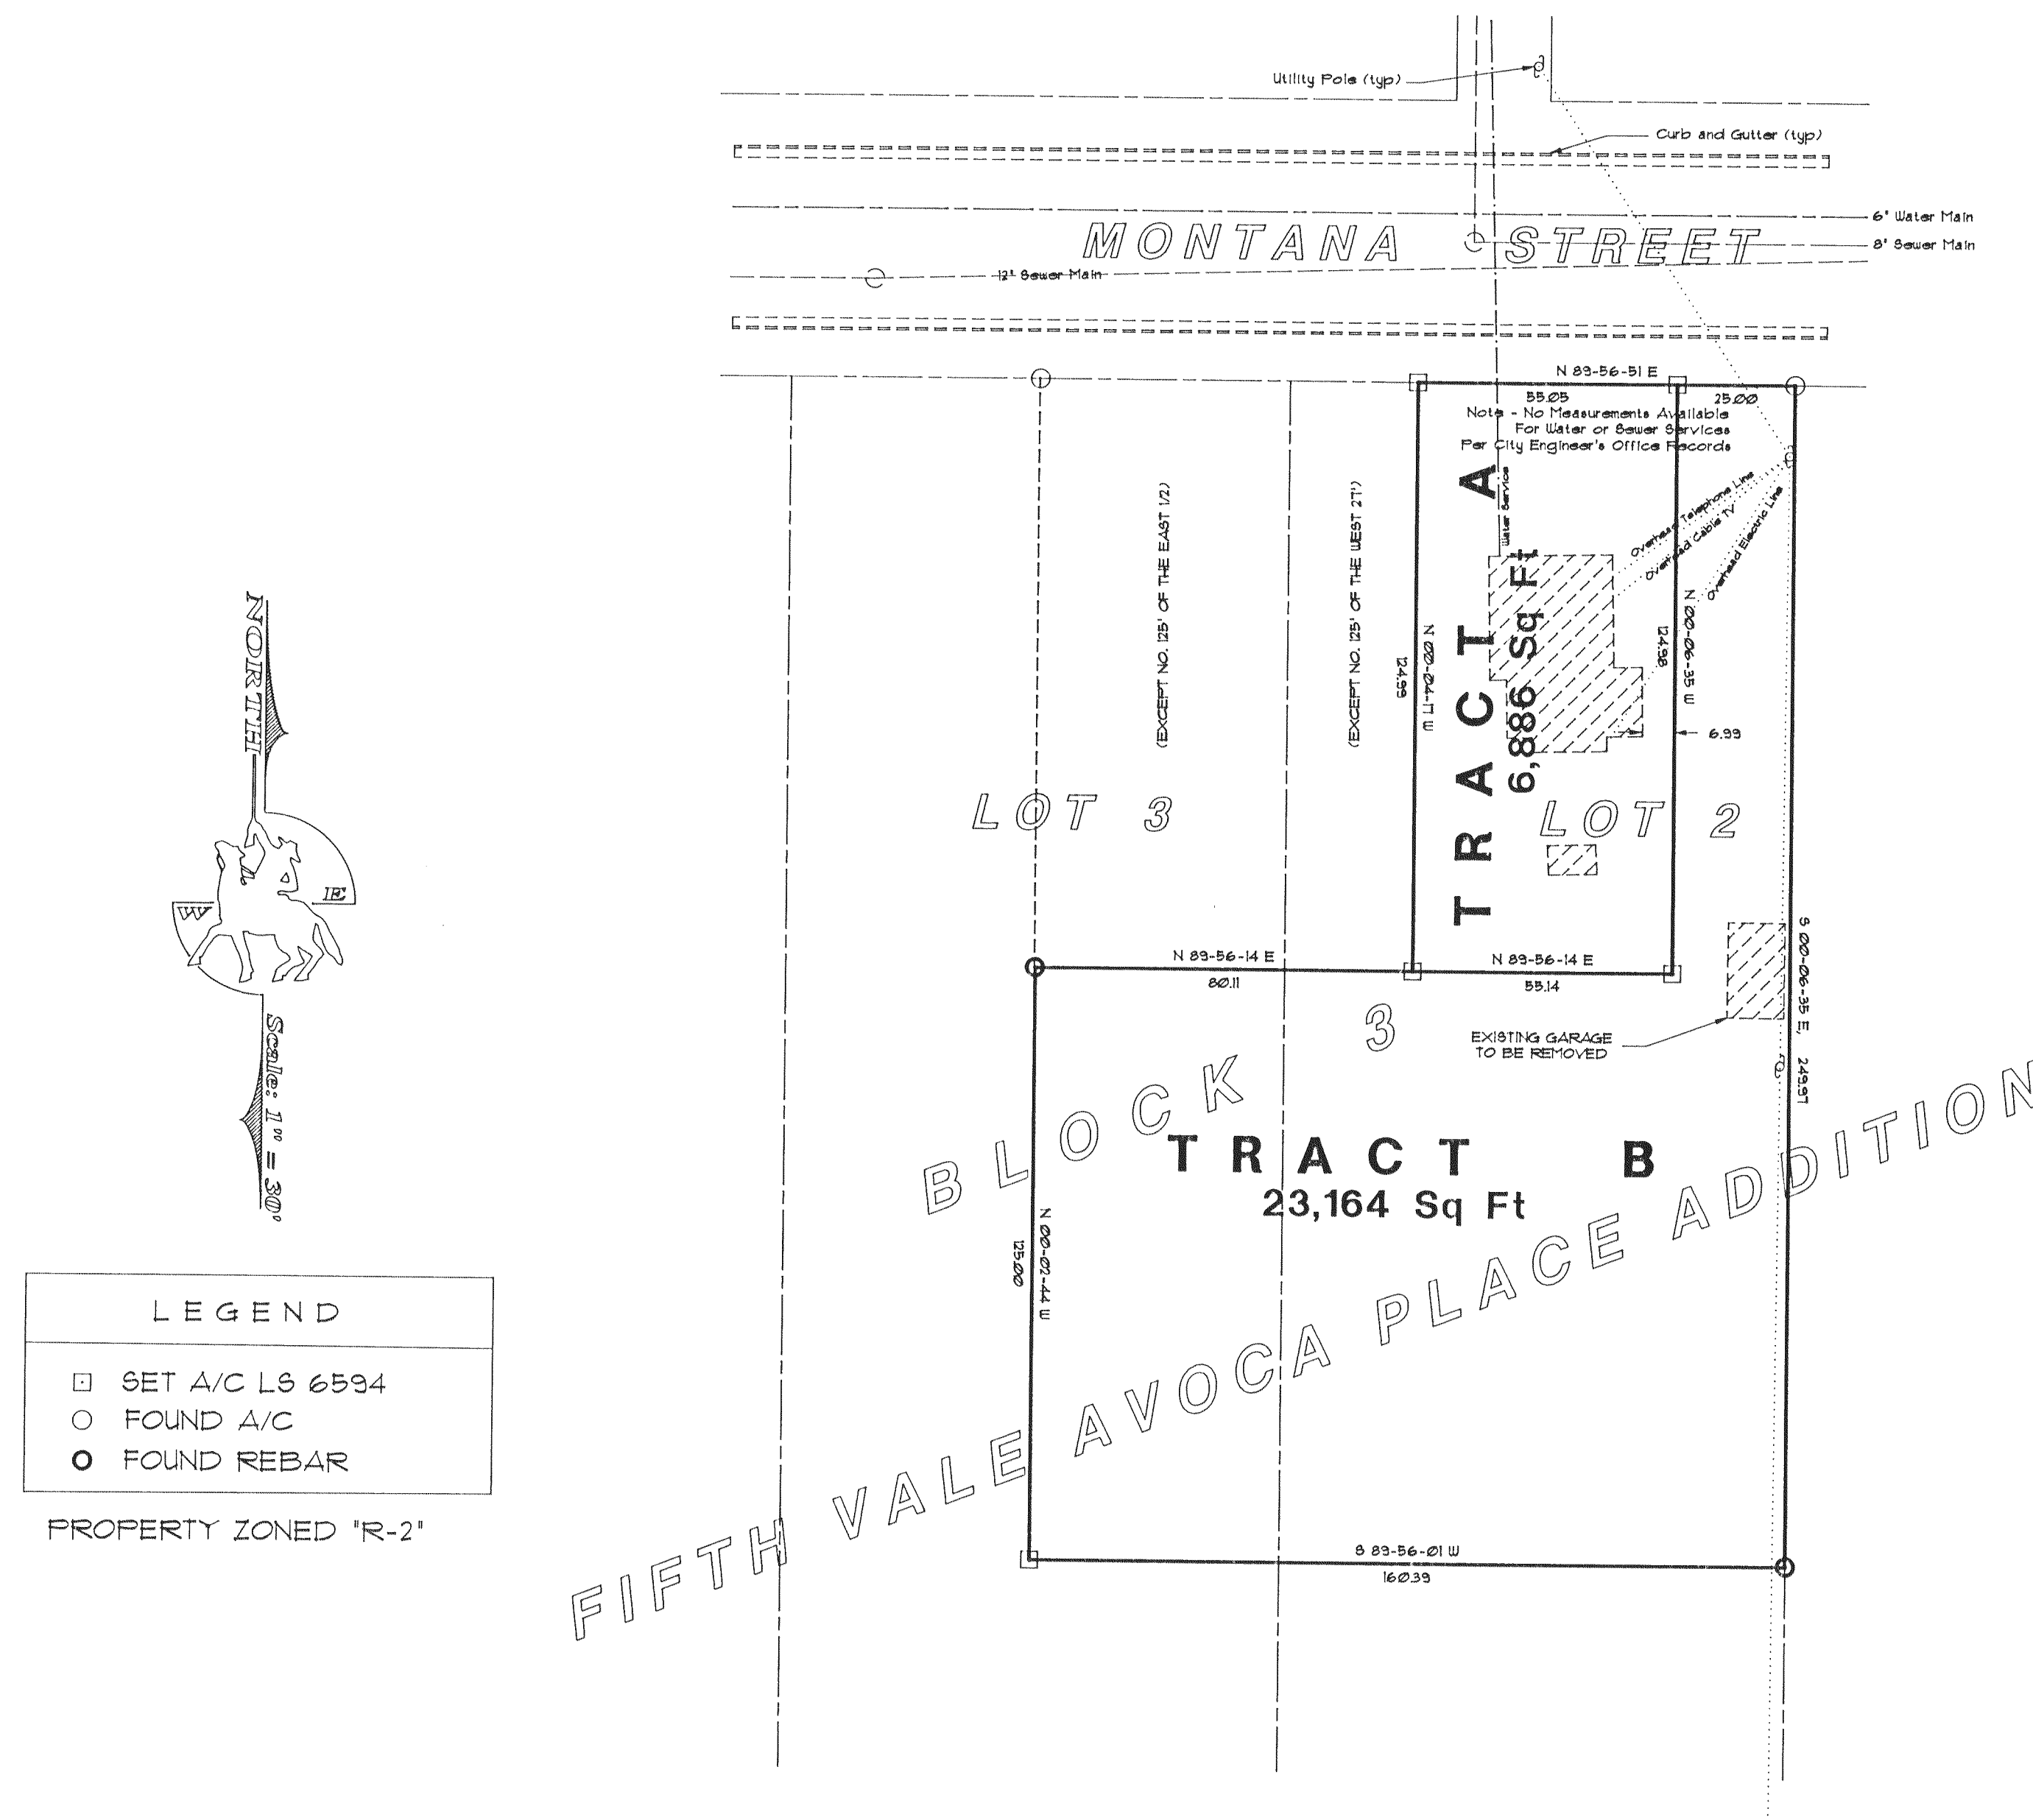 Utility Pole (typ)
Curb and Gutter (typ)
6" Water Main
MONTANA STREET
8" Sewer Main
12" Sewer Main
N 89-56-51 E
55.05
25.00
Note - No Measurements Available
For Water or Sewer Services
Per City Engineer's Office Records
Water Service
Overhead Telephone Line
Overhead Cable TV
Overhead Electric Line
(EXCEPT NO. 125' OF THE EAST 1/2)
(EXCEPT NO. 125' OF THE WEST 27')
N 00-04-17 W
124.99
TRACT A
6,886 Sq Ft
N 00-06-35 W
124.98
6.99
LOT 3
LOT 2
NORTH
W
E
Scale: 1" = 30'
N 89-56-14 E
80.11
N 89-56-14 E
55.14
S 00-06-35 E, 249.97
EXISTING GARAGE
TO BE REMOVED
BLOCK 3
TRACT B
23,164 Sq Ft
N 00-02-44 W
125.00
FIFTH VALE AVOCA PLACE ADDITION
S 89-56-01 W
160.39
LEGEND
SET A/C LS 6594
FOUND A/C
FOUND REBAR
PROPERTY ZONED "R-2"